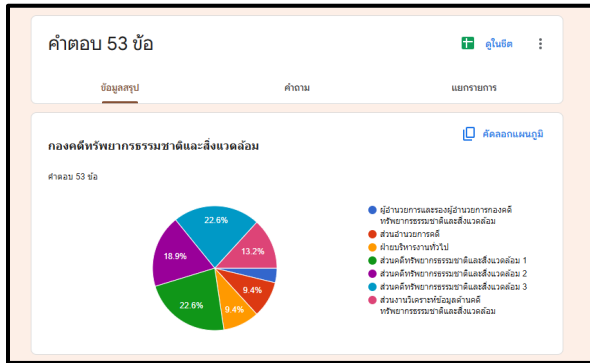 คำตอบ 53 ข้อ
ดูในชีต
ข้อมูลสรุป
คำถาม
แยกรายการ
กองคดีทรัพยากรธรรมชาติและสิ่งแวดล้อม
คัดลอกแผนภูมิ
คำตอบ 53 ข้อ
22.6%
13.2%
18.9%
9.4%
22.6%
9.4%
ผู้อำนวยการและรองผู้อำนวยการกองคดี
ทรัพยากรธรรมชาติและสิ่งแวดล้อม
ส่วนอำนวยการคดี
ฝ่ายบริหารงานทั่วไป
ส่วนคดีทรัพยากรธรรมชาติและสิ่งแวดล้อม 1
ส่วนคดีทรัพยากรธรรมชาติและสิ่งแวดล้อม 2
ส่วนคดีทรัพยากรธรรมชาติและสิ่งแวดล้อม 3
ส่วนงานวิเคราะห์ข้อมูลด้านคดี
ทรัพยากรธรรมชาติและสิ่งแวดล้อม